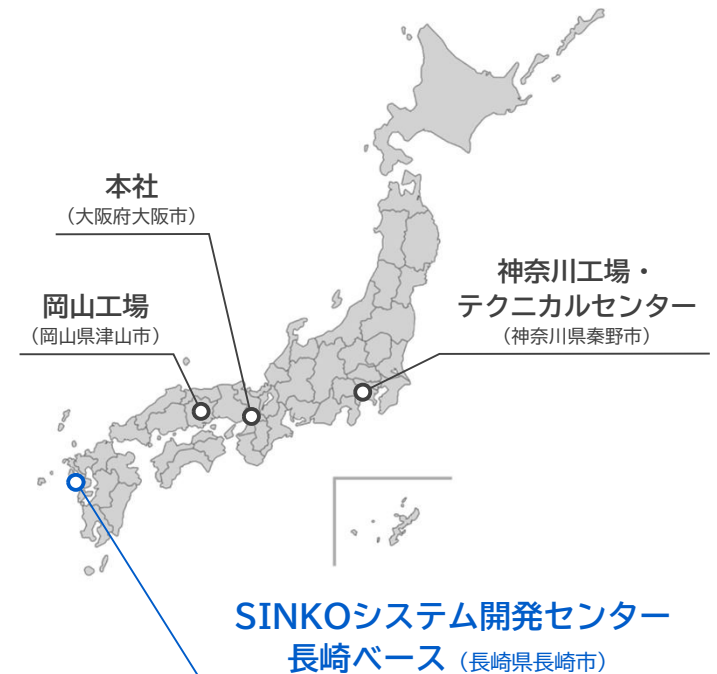 本社
（大阪府大阪市）
岡山工場
（岡山県津山市）
神奈川工場・
テクニカルセンター
（神奈川県秦野市）
SINKOシステム開発センター
長崎ベース（長崎県長崎市）